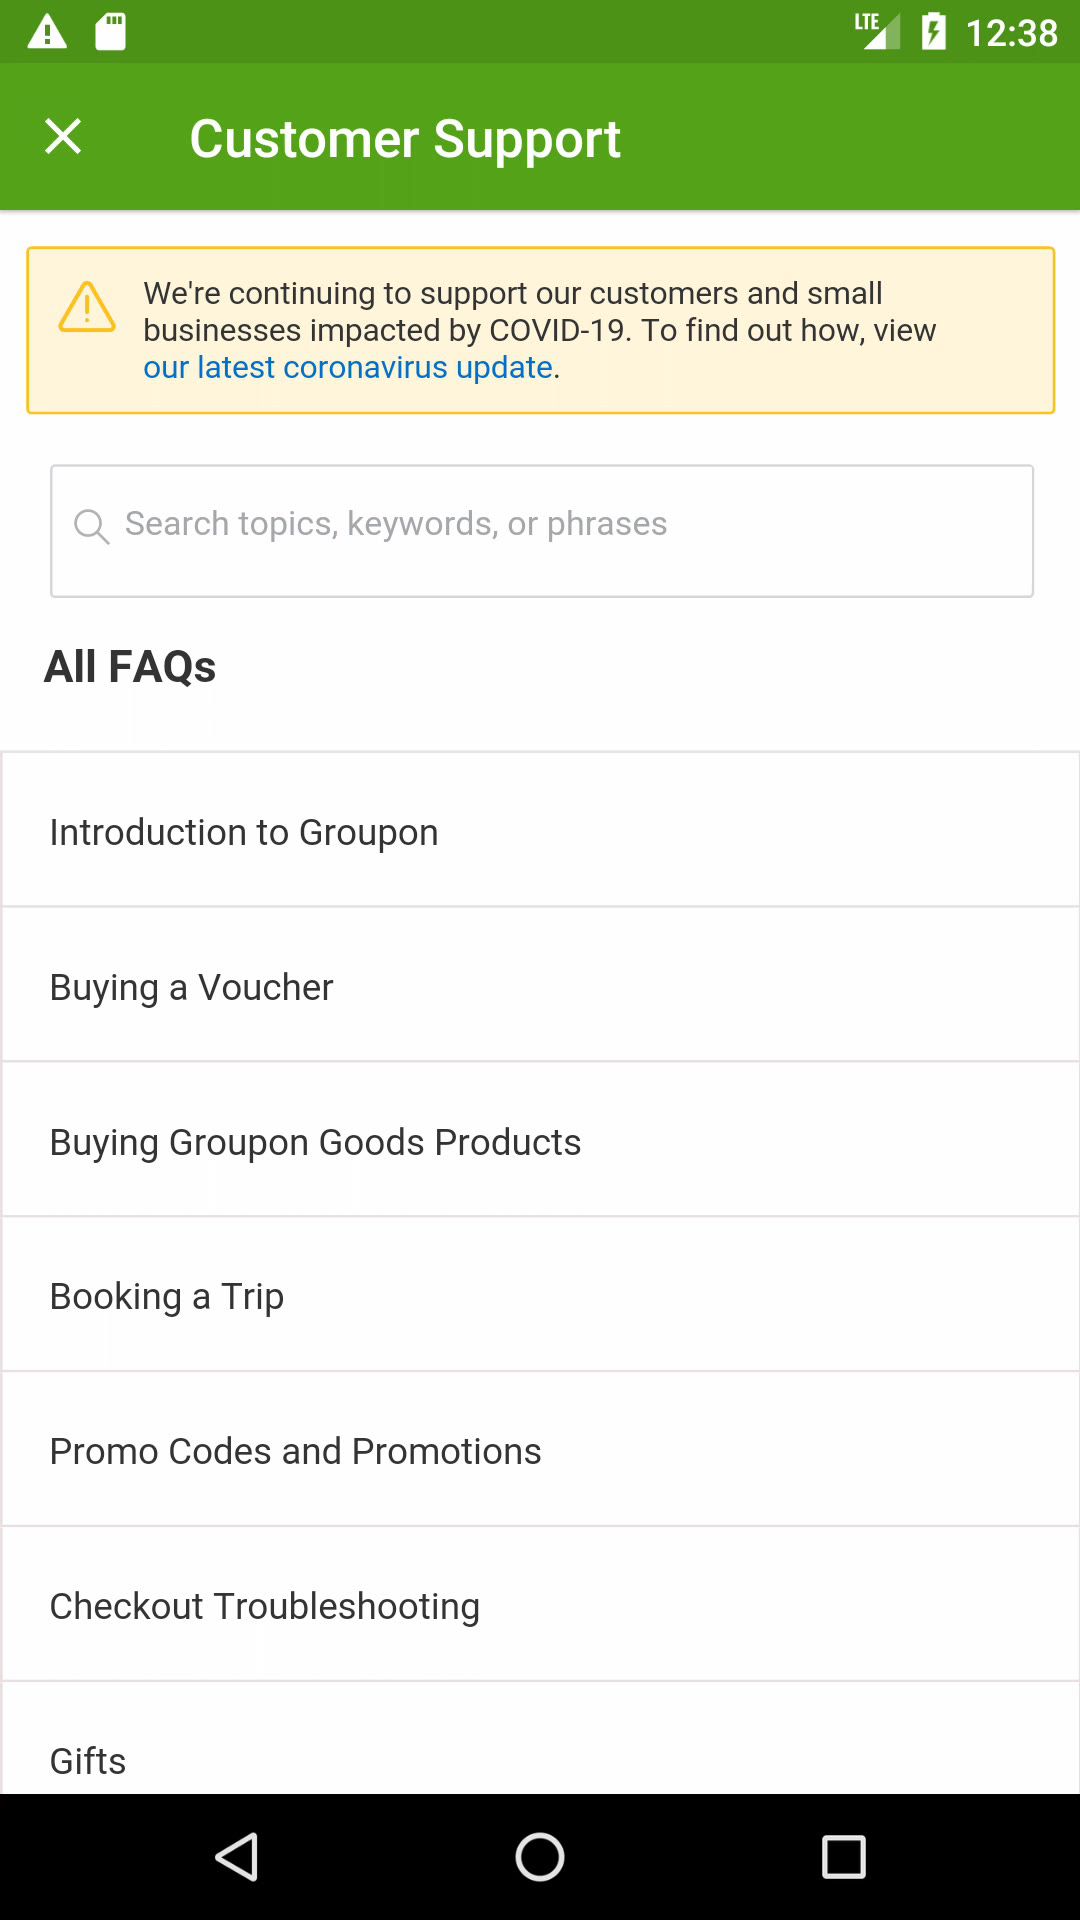 LTE 12:38
Customer Support
We're continuing to support our customers and small
businesses impacted by COVID-19. To find out how, view
our latest coronavirus update.
Search topics, keywords, or phrases
All FAQs
Introduction to Groupon
Buying a Voucher
Buying Groupon Goods Products
Booking a Trip
Promo Codes and Promotions
Checkout Troubleshooting
Gifts